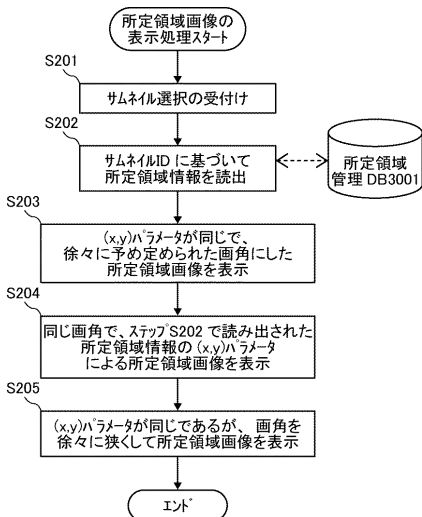 所定領域画像の
表示処理スタート
S201
サムネイル選択の受付け
S202
サムネイルID に基づいて
所定領域情報を読出
所定領域
管理 DB3001
S203
(x,y)パラメータが同じで、
徐々に予め定められた画角にした
所定領域画像を表示
S204
同じ画角で、ステップS202 で読み出された
所定領域情報の (x,y)パラメータ
による所定領域画像を表示
S205
(x,y)パラメータが同じであるが、画角を
徐々に狭くして所定領域画像を表示
エンド